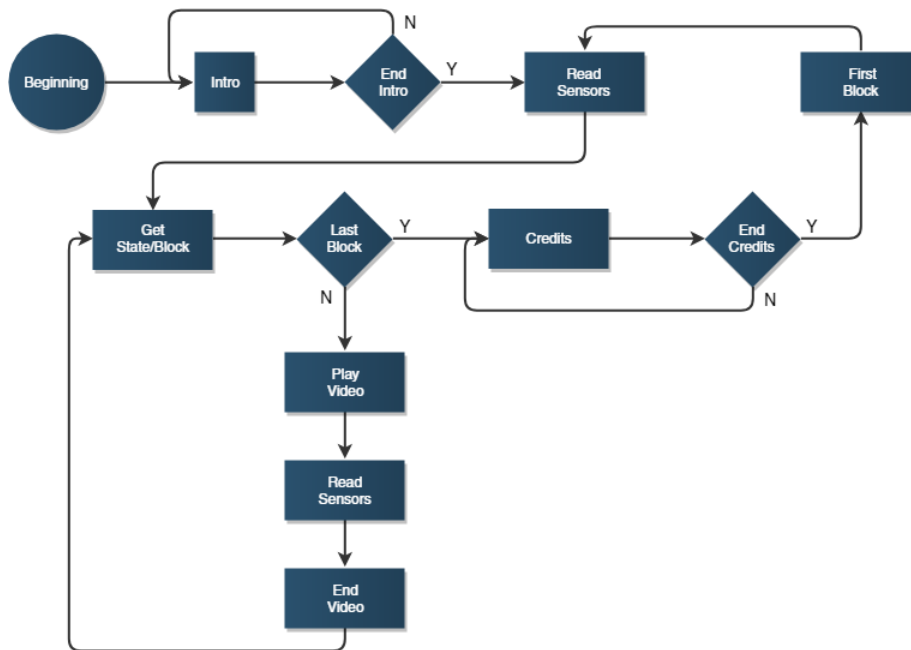 N
Beginning
Intro
End
Intro
Y
Read
Sensors
First
Block
Get
State/Block
Last
Block
Y
Credits
End
Credits
Y
N
N
Play
Video
Read
Sensors
End
Video